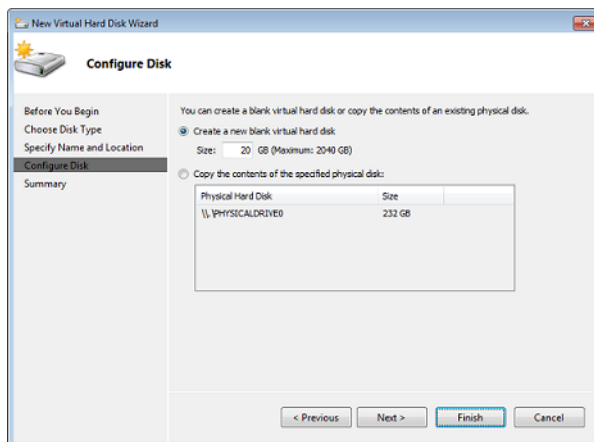 New Virtual Hard Disk Wizard
Configure Disk
Before You Begin
Choose Disk Type
Specify Name and Location
Configure Disk
Summary
You can create a blank virtual hard disk or copy the contents of an existing physical disk.
Create a new blank virtual hard disk
Size: 20 GB (Maximum: 2040 GB)
Copy the contents of the specified physical disk:
Physical Hard Disk Size
\\.\PHYSICALDRIVE0 232 GB
< Previous Next > Finish Cancel